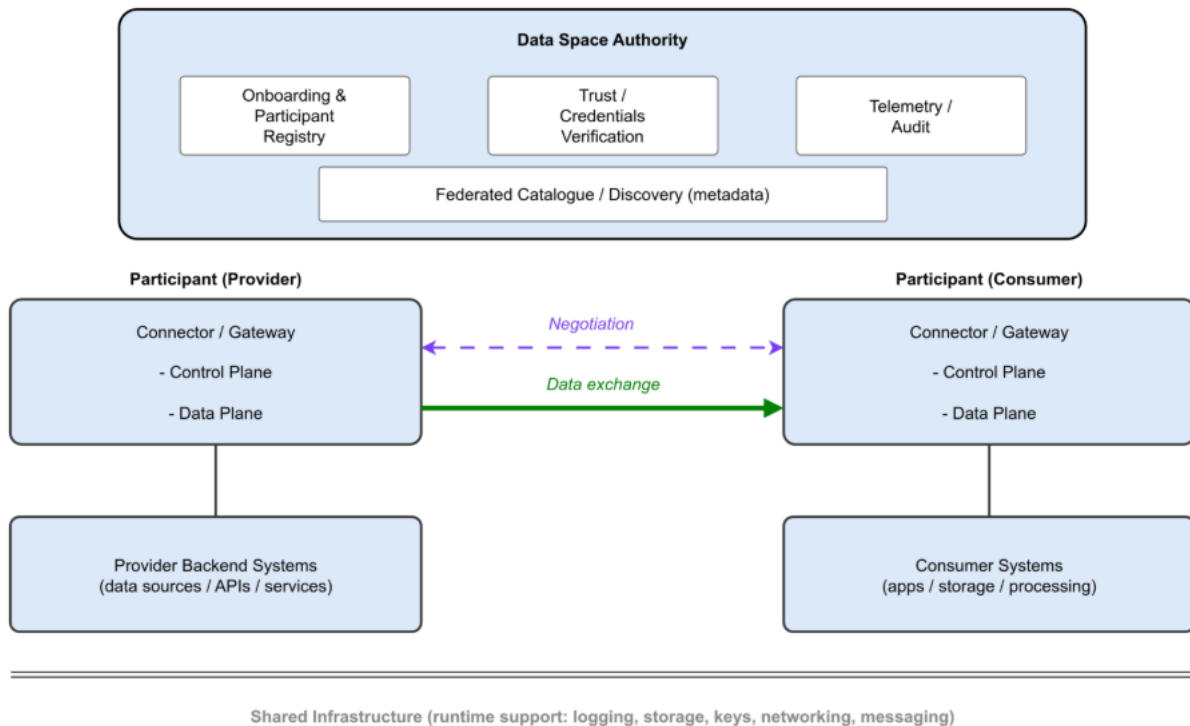 Data Space Authority
Onboarding &
Participant
Registry
Trust /
Credentials
Verification
Telemetry /
Audit
Federated Catalogue / Discovery (metadata)
Participant (Provider)
Participant (Consumer)
Connector / Gateway
- Control Plane
- Data Plane
Negotiation
Data exchange
Connector / Gateway
- Control Plane
- Data Plane
Provider Backend Systems
(data sources / APIs / services)
Consumer Systems
(apps / storage / processing)
Shared Infrastructure (runtime support: logging, storage, keys, networking, messaging)